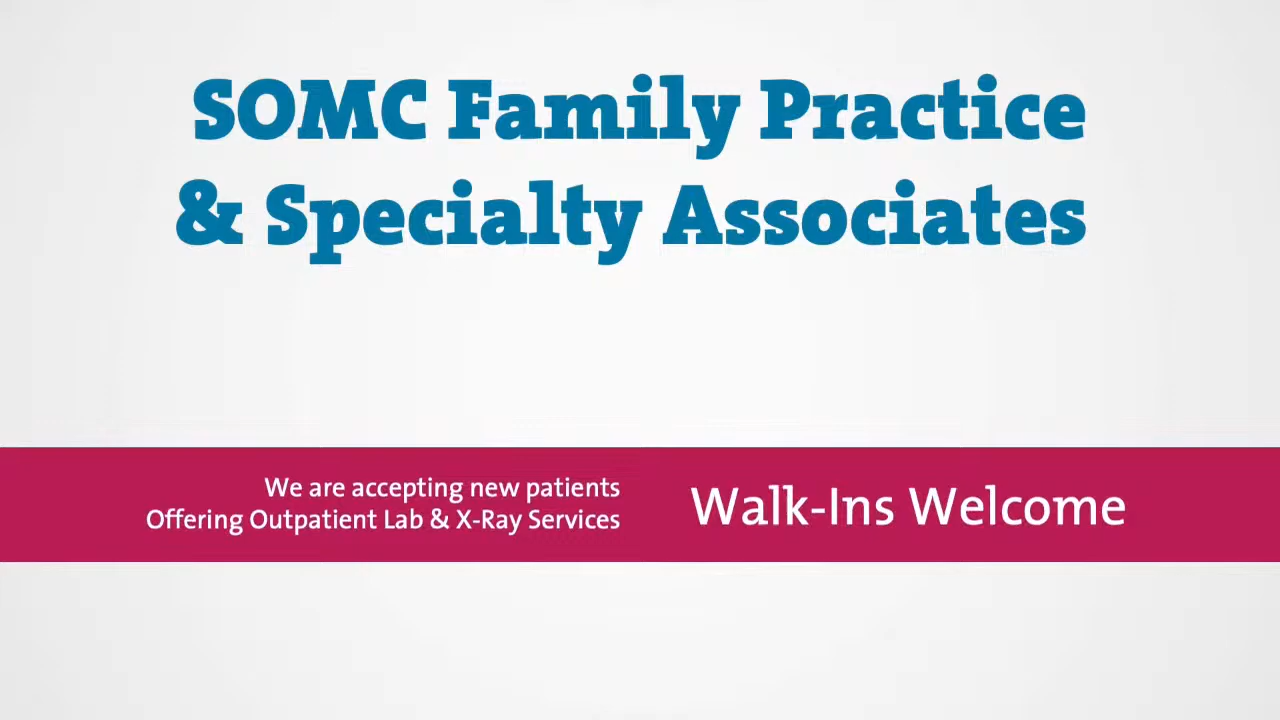 SOMC Family Practice
& Specialty Associates
We are accepting new patients
Offering Outpatient Lab & X-Ray Services
Walk-Ins Welcome